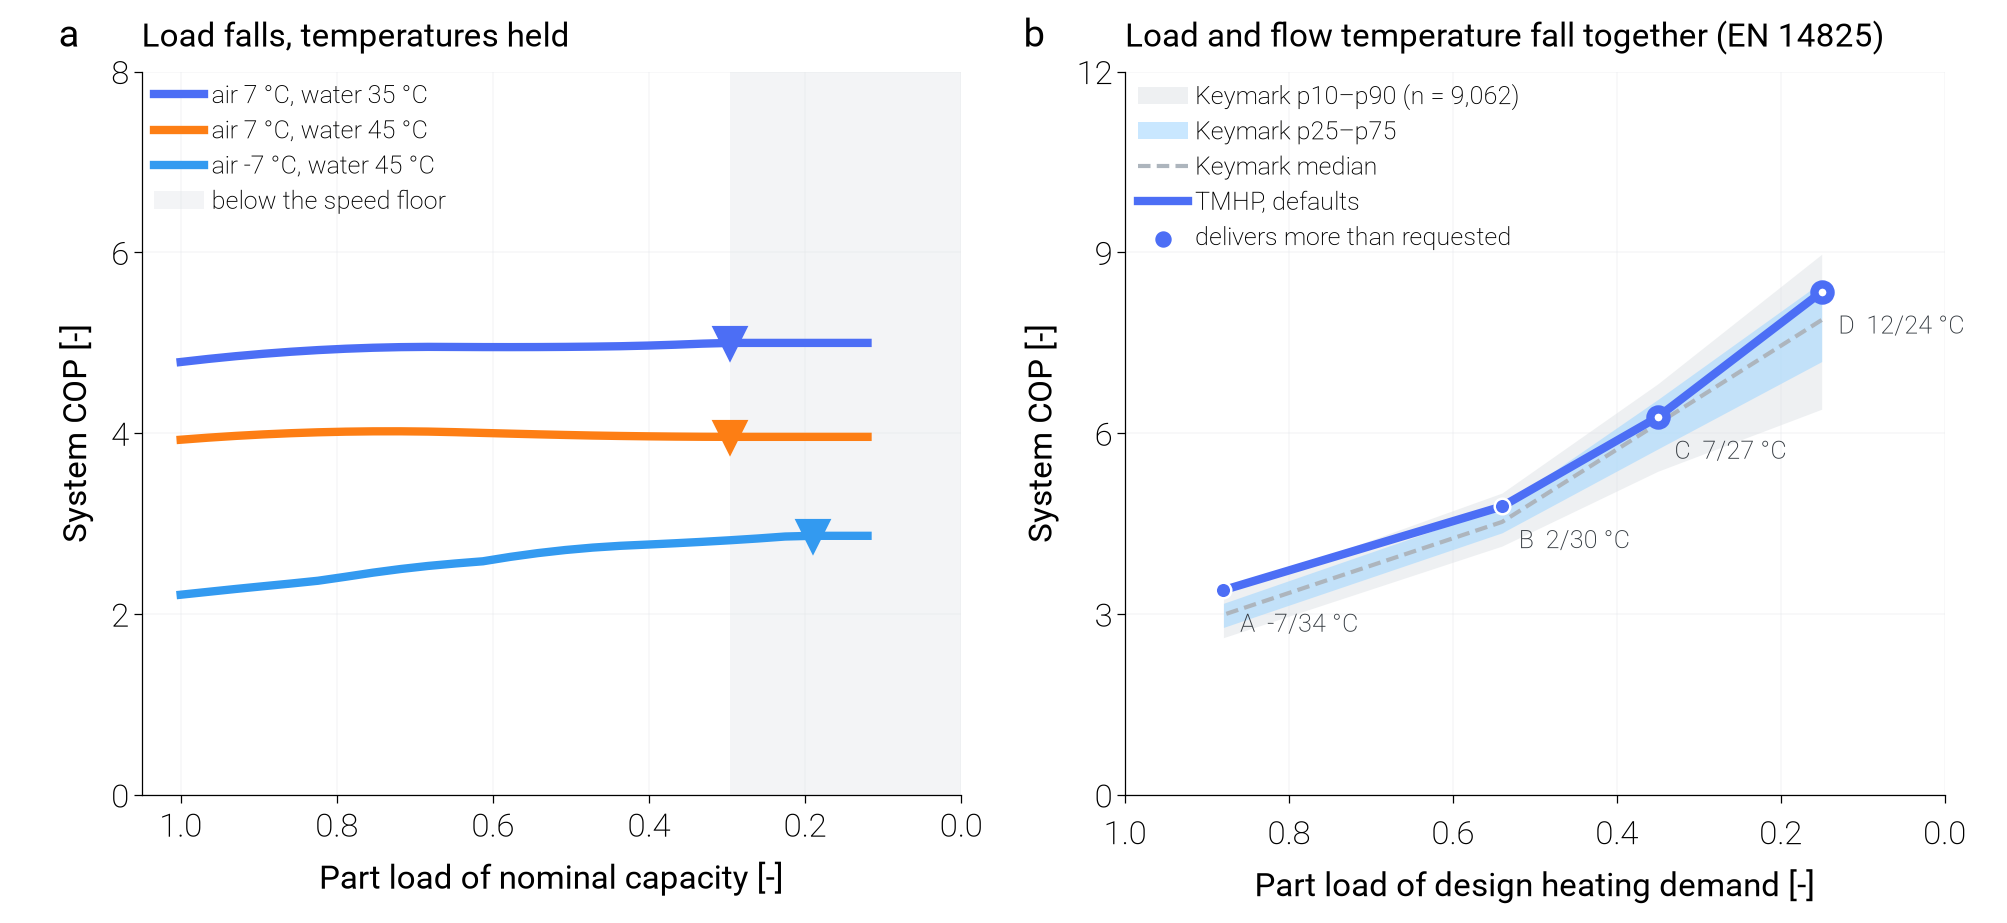 a
Load falls, temperatures held
8
6
4
2
0
System COP [-]
air 7 °C, water 35 °C
air 7 °C, water 45 °C
air -7 °C, water 45 °C
below the speed floor
1.0 0.8 0.6 0.4 0.2 0.0
Part load of nominal capacity [-]
b
Load and flow temperature fall together (EN 14825)
12
9
6
3
0
System COP [-]
Keymark p10–p90 (n = 9,062)
Keymark p25–p75
Keymark median
TMHP, defaults
delivers more than requested
D 12/24 °C
C 7/27 °C
B 2/30 °C
A -7/34 °C
1.0 0.8 0.6 0.4 0.2 0.0
Part load of design heating demand [-]